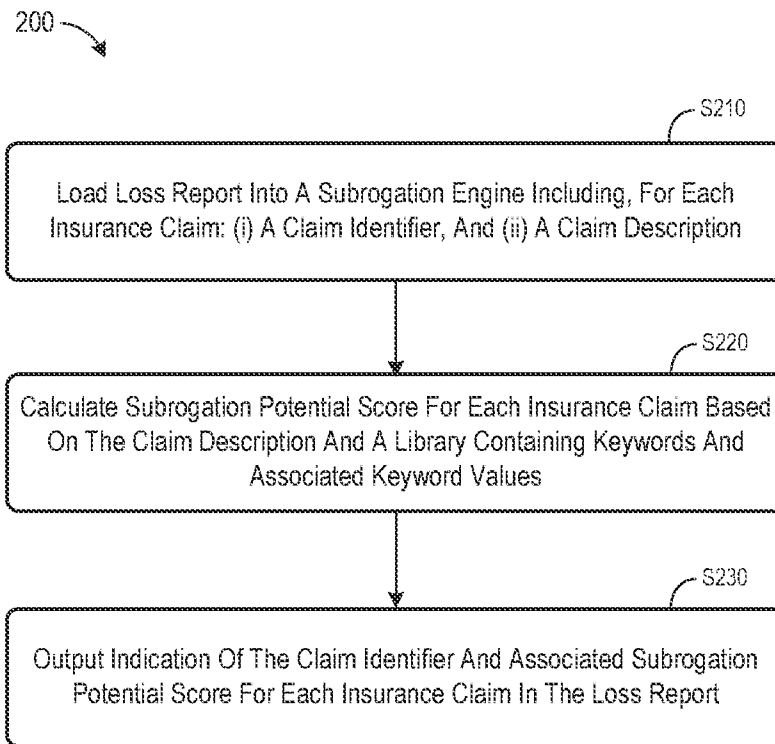 200
S210
Load Loss Report Into A Subrogation Engine Including, For Each
Insurance Claim: (i) A Claim Identifier, And (ii) A Claim Description
S220
Calculate Subrogation Potential Score For Each Insurance Claim Based
On The Claim Description And A Library Containing Keywords And
Associated Keyword Values
S230
Output Indication Of The Claim Identifier And Associated Subrogation
Potential Score For Each Insurance Claim In The Loss Report